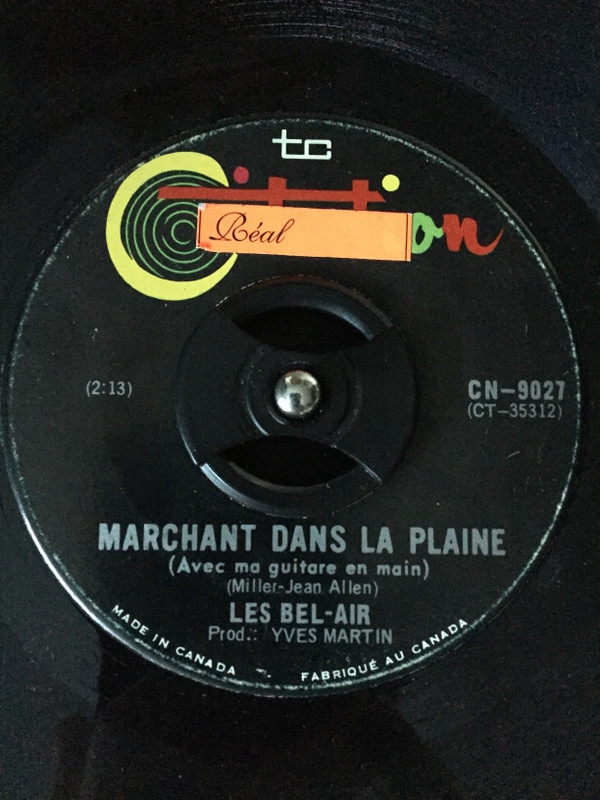 tc
Citation
Réal
(2:13)
CN-9027
(CT-35312)
MARCHANT DANS LA PLAINE
(Avec ma guitare en main)
(Miller-Jean Allen)
LES BEL-AIR
Prod.: YVES MARTIN
MADE IN CANADA
FABRIQUÉ AU CANADA